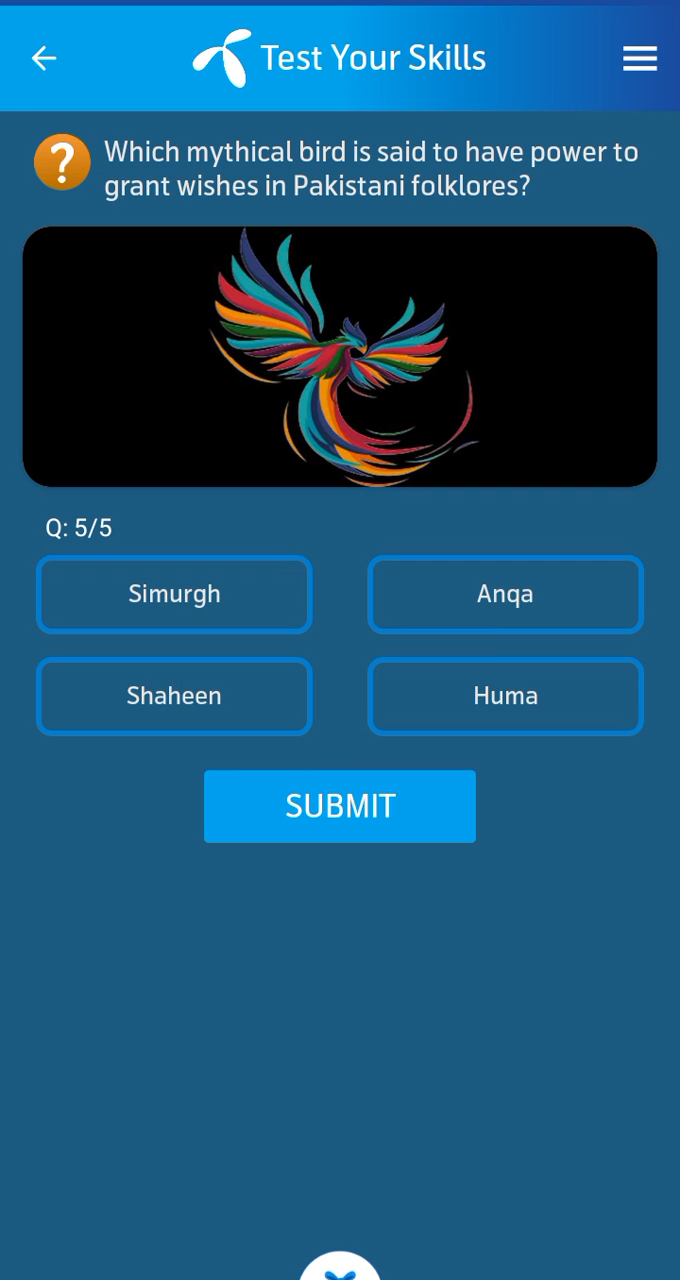 Test Your Skills
? Which mythical bird is said to have power to
grant wishes in Pakistani folklores?
Q: 5/5
Simurgh
Anqa
Shaheen
Huma
SUBMIT